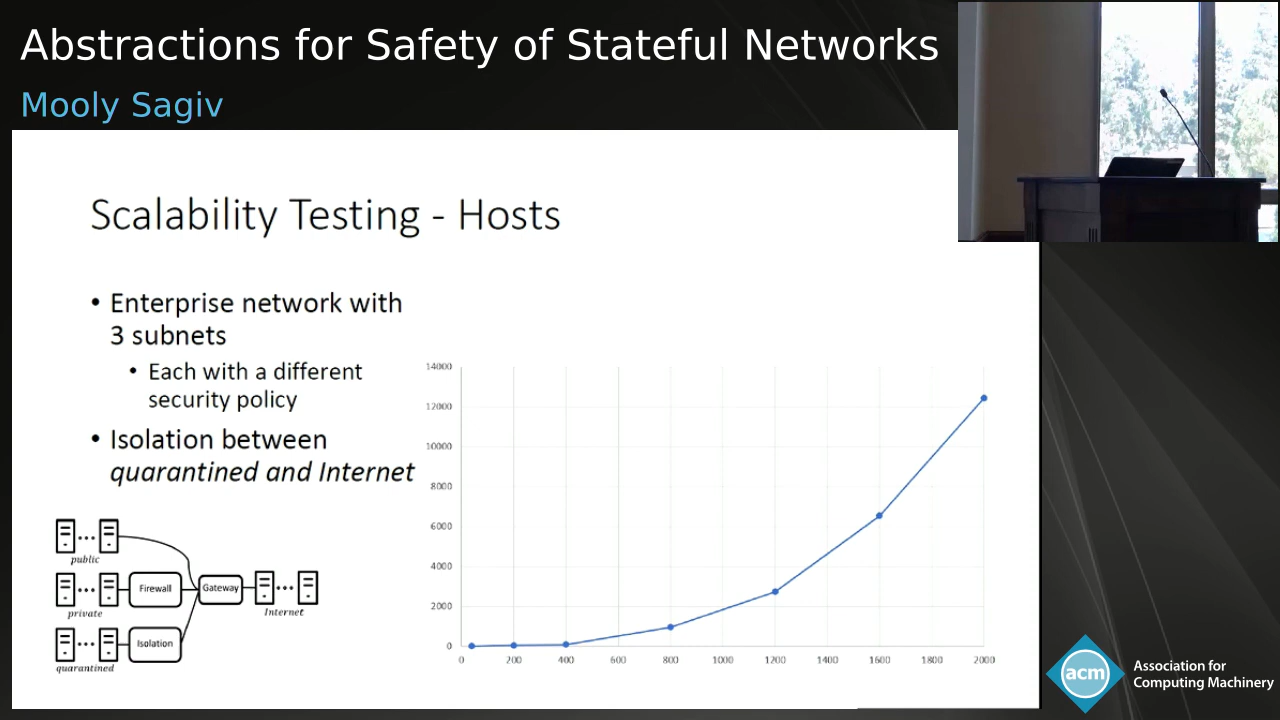 Abstractions for Safety of Stateful Networks
Mooly Sagiv
Scalability Testing - Hosts
• Enterprise network with
3 subnets
• Each with a different
security policy
• Isolation between
quarantined and Internet
14000
12000
10000
8000
6000
4000
2000
0
0 200 400 600 800 1000 1200 1400 1600 1800 2000
public
Firewall
Gateway
private
Internet
Isolation
quarantined
acm
Association for
Computing Machinery